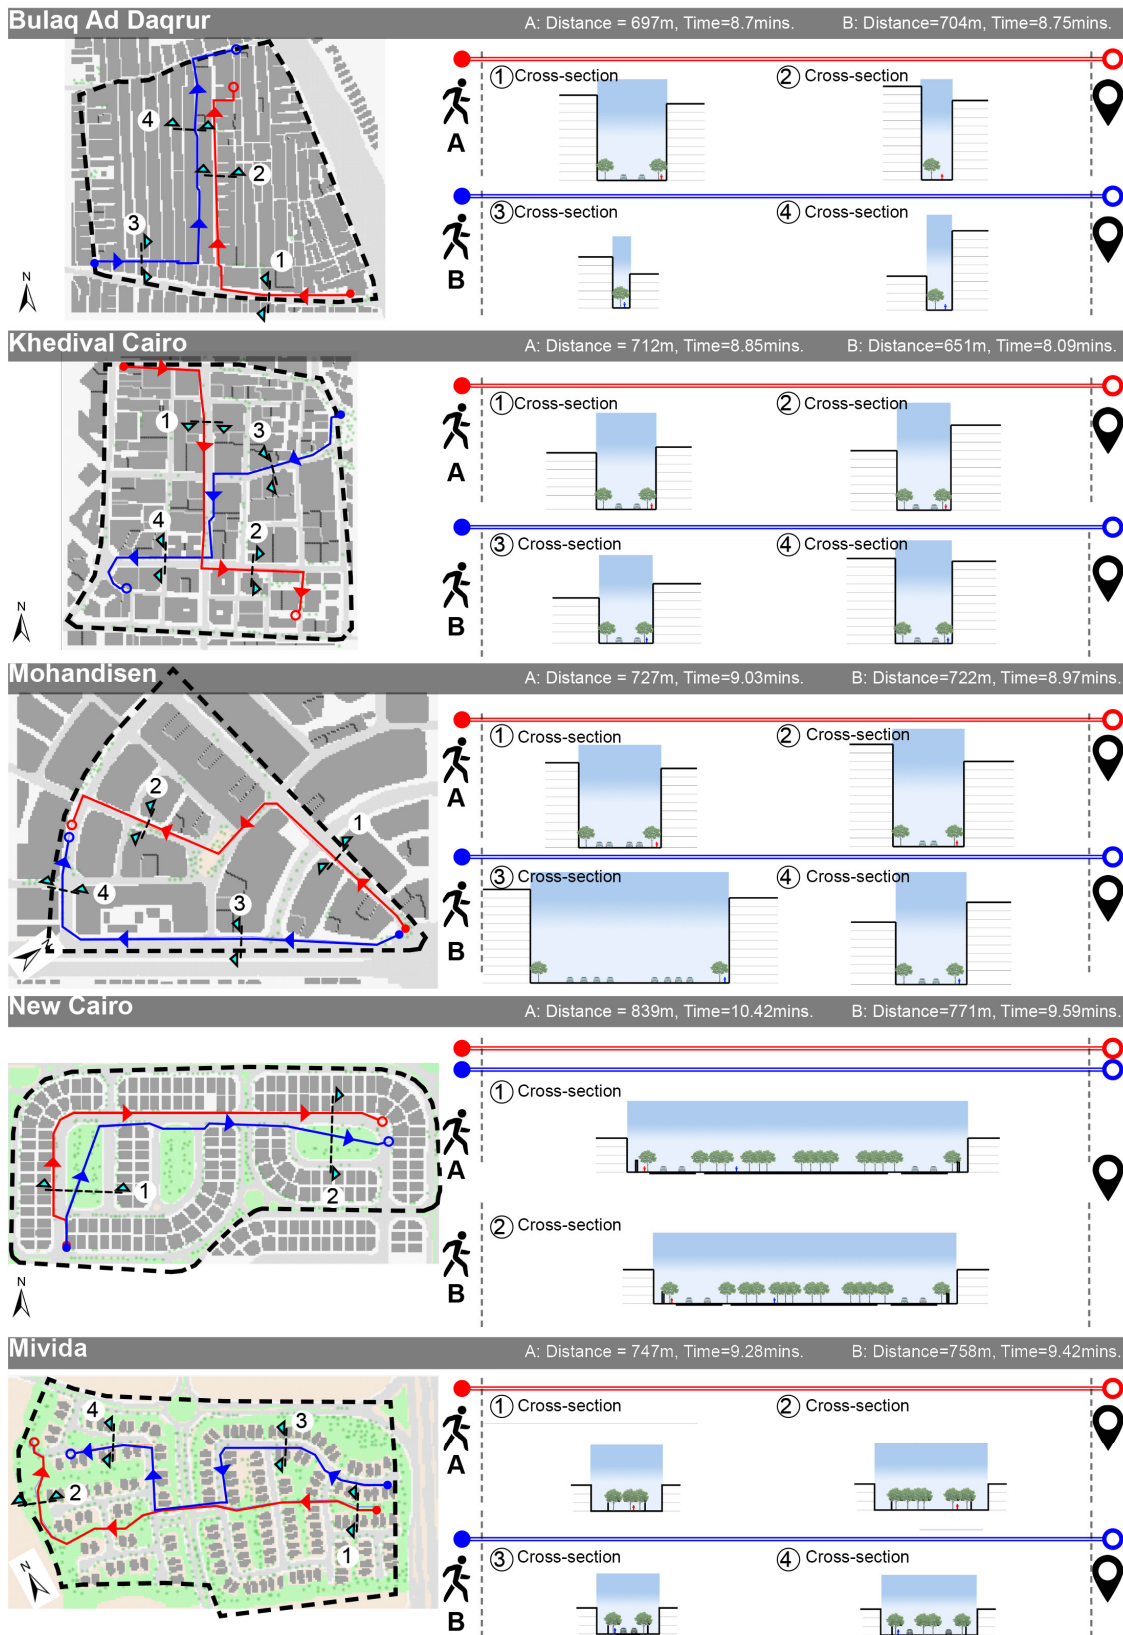 Bulaq Ad Daqrur A: Distance = 697m, Time=8.7mins. B: Distance=704m, Time=8.75mins.
1 Cross-section 2 Cross-section
A
3 Cross-section 4 Cross-section
B
4
2
3
1
N
Khedival Cairo A: Distance = 712m, Time=8.85mins. B: Distance=651m, Time=8.09mins.
1 Cross-section 2 Cross-section
A
3 Cross-section 4 Cross-section
B
1
3
4
2
N
Mohandisen A: Distance = 727m, Time=9.03mins. B: Distance=722m, Time=8.97mins.
1 Cross-section 2 Cross-section
A
3 Cross-section 4 Cross-section
B
2
1
4
3
N
New Cairo A: Distance = 839m, Time=10.42mins. B: Distance=771m, Time=9.59mins.
1 Cross-section
A
2 Cross-section
B
1
2
N
Mivida A: Distance = 747m, Time=9.28mins. B: Distance=758m, Time=9.42mins.
1 Cross-section 2 Cross-section
A
3 Cross-section 4 Cross-section
B
4
3
2
1
N